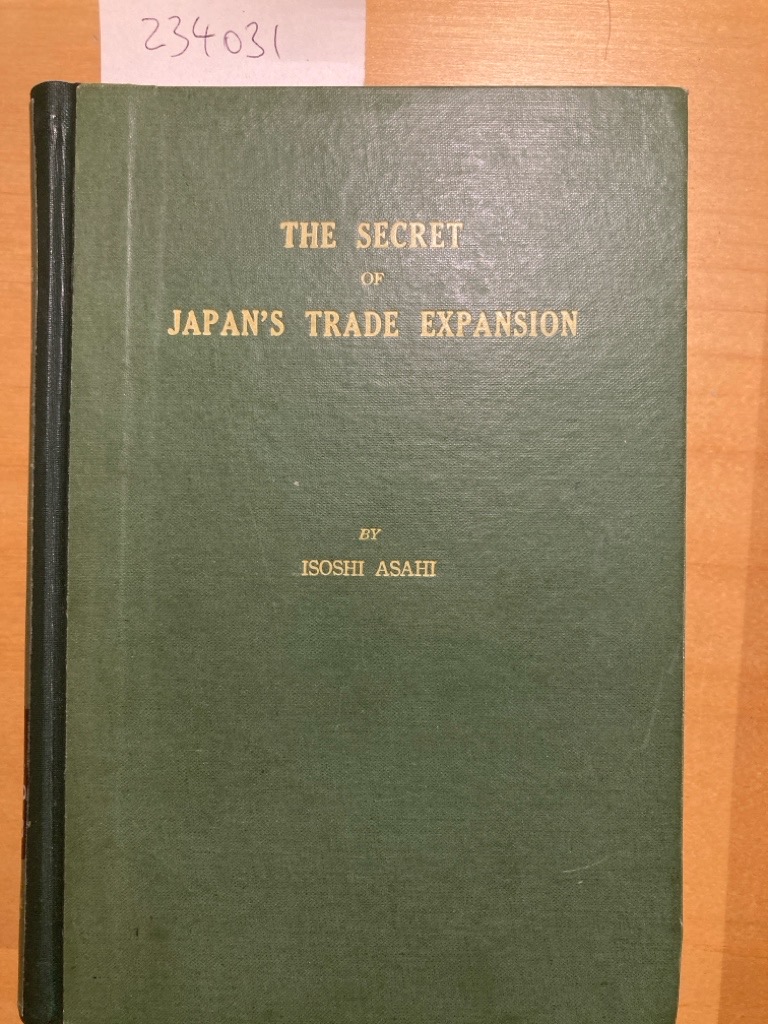 234031
THE SECRET
OF
JAPAN'S TRADE EXPANSION
BY
ISOSHI ASAHI